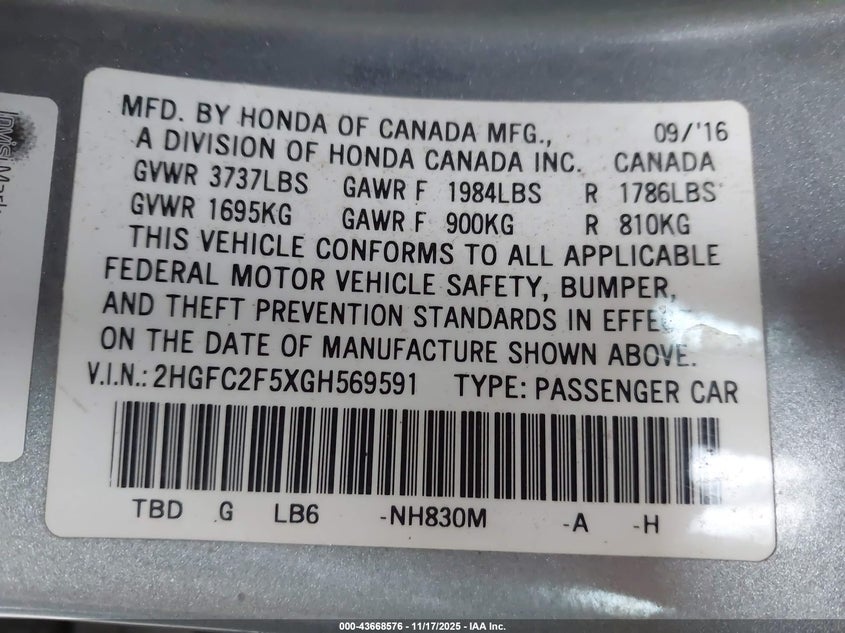 MFD. BY HONDA OF CANADA MFG., 09/'16
A DIVISION OF HONDA CANADA INC. CANADA
GVWR 3737LBS GAWR F 1984LBS R 1786LBS
GVWR 1695KG GAWR F 900KG R 810KG
THIS VEHICLE CONFORMS TO ALL APPLICABLE
FEDERAL MOTOR VEHICLE SAFETY, BUMPER,
AND THEFT PREVENTION STANDARDS IN EFFECT
ON THE DATE OF MANUFACTURE SHOWN ABOVE.
V.I.N.: 2HGFC2F5XGH569591 TYPE: PASSENGER CAR
TBD G LB6 -NH830M -A -H
000-43668576 - 11/17/2025 - IAA Inc.